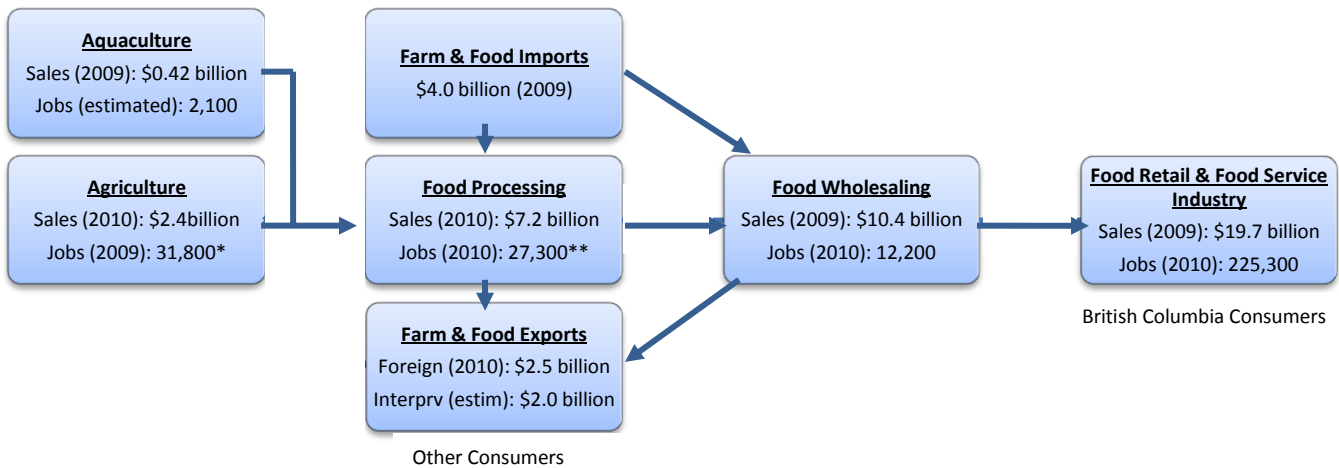 Aquaculture
Sales (2009): $0.42 billion
Jobs (estimated): 2,100
Farm & Food Imports
$4.0 billion (2009)
Agriculture
Sales (2010): $2.4billion
Jobs (2009): 31,800*
Food Processing
Sales (2010): $7.2 billion
Jobs (2010): 27,300**
Food Wholesaling
Sales (2009): $10.4 billion
Jobs (2010): 12,200
Food Retail & Food Service
Industry
Sales (2009): $19.7 billion
Jobs (2010): 225,300
British Columbia Consumers
Farm & Food Exports
Foreign (2010): $2.5 billion
Interprv (estim): $2.0 billion
Other Consumers